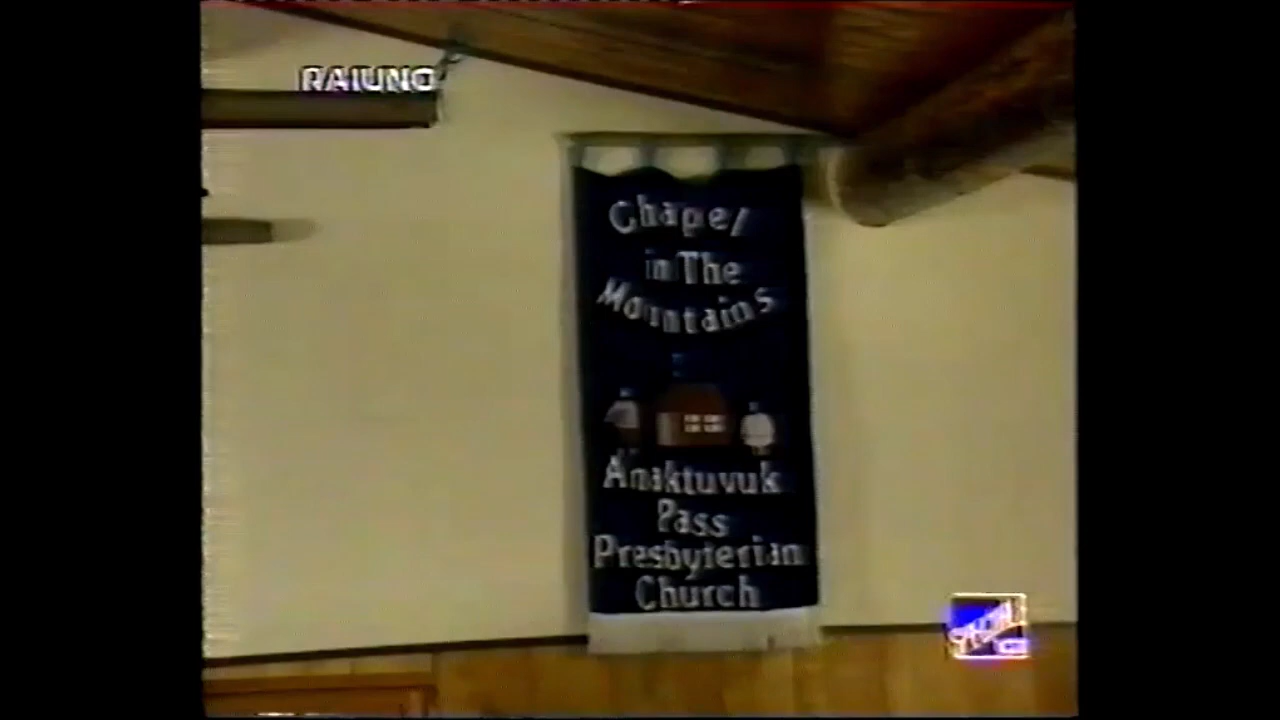 RAIUNO
Chapel
in The
Mountains
Anaktuvuk
Pass
Presbyterian
Church